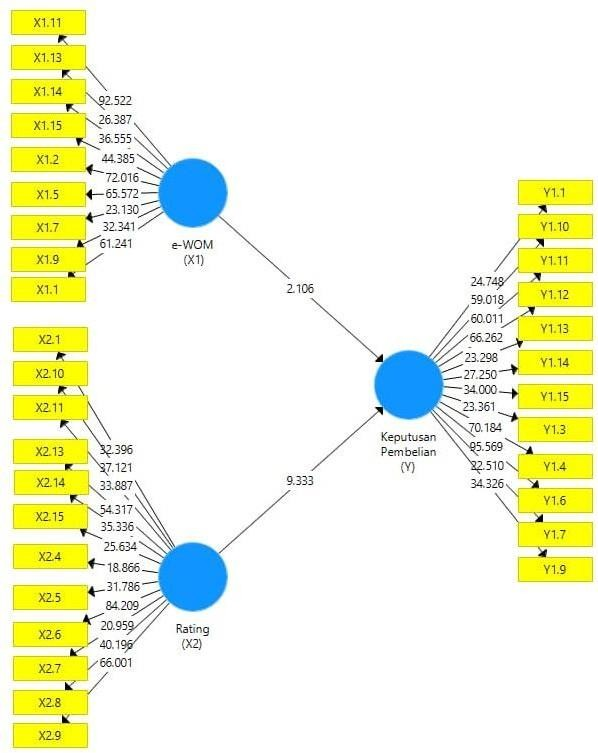 X1.11
X1.13
X1.14
X1.15
X1.2
X1.5
X1.7
X1.9
X1.1
92.522
26.387
36.555
44.385
72.016
65.572
23.130
32.341
61.241
e-WOM
(X1)
2.106
X2.1
X2.10
X2.11
X2.13
X2.14
X2.15
X2.4
X2.5
X2.6
X2.7
X2.8
X2.9
32.396
37.121
33.887
54.317
35.336
25.634
18.866
31.786
84.209
20.959
40.196
66.001
Rating
(X2)
9.333
Keputusan
Pembelian
(Y)
24.748
59.018
60.011
66.262
23.298
27.250
34.000
23.361
70.184
95.569
22.510
34.326
Y1.1
Y1.10
Y1.11
Y1.12
Y1.13
Y1.14
Y1.15
Y1.3
Y1.4
Y1.6
Y1.7
Y1.9